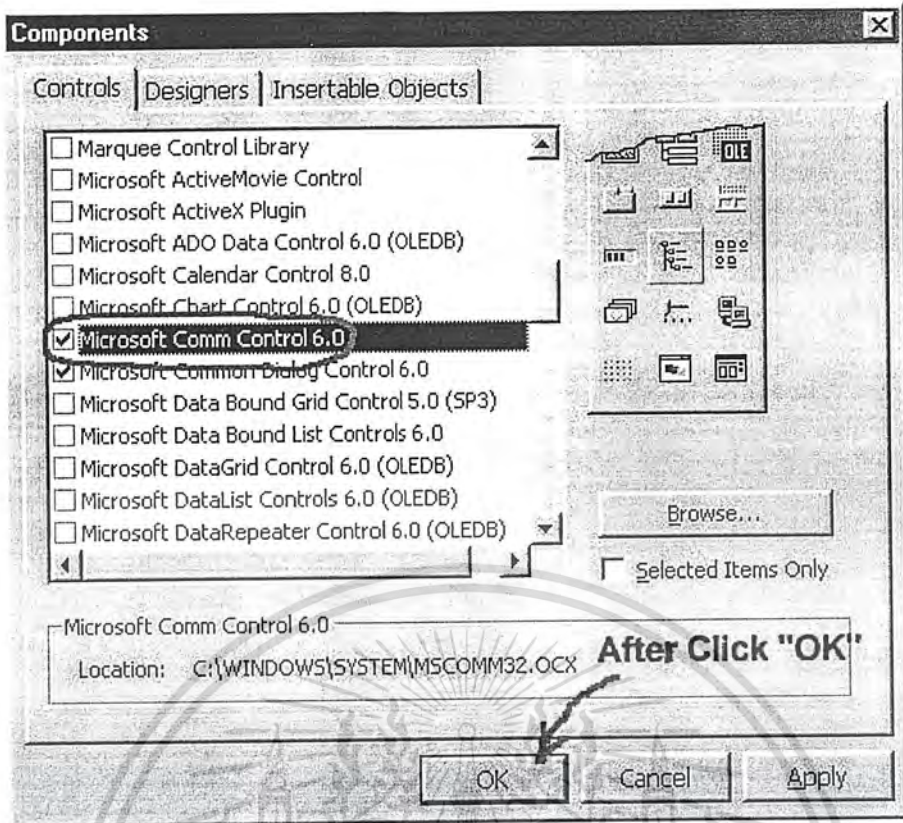 Components
Controls Designers Insertable Objects
Marquee Control Library
Microsoft ActiveMovie Control
Microsoft ActiveX Plugin
Microsoft ADO Data Control 6.0 (OLEDB)
Microsoft Calendar Control 8.0
Microsoft Chart Control 6.0 (OLEDB)
Microsoft Comm Control 6.0
Microsoft Common Dialog Control 6.0
Microsoft Data Bound Grid Control 5.0 (SP3)
Microsoft Data Bound List Controls 6.0
Microsoft DataGrid Control 6.0 (OLEDB)
Microsoft DataList Controls 6.0 (OLEDB)
Microsoft DataRepeater Control 6.0 (OLEDB)
OLE
Browse...
Selected Items Only
Microsoft Comm Control 6.0
Location: C:\WINDOWS\SYSTEM\MSCOMM32.OCX
After Click "OK"
OK Cancel Apply